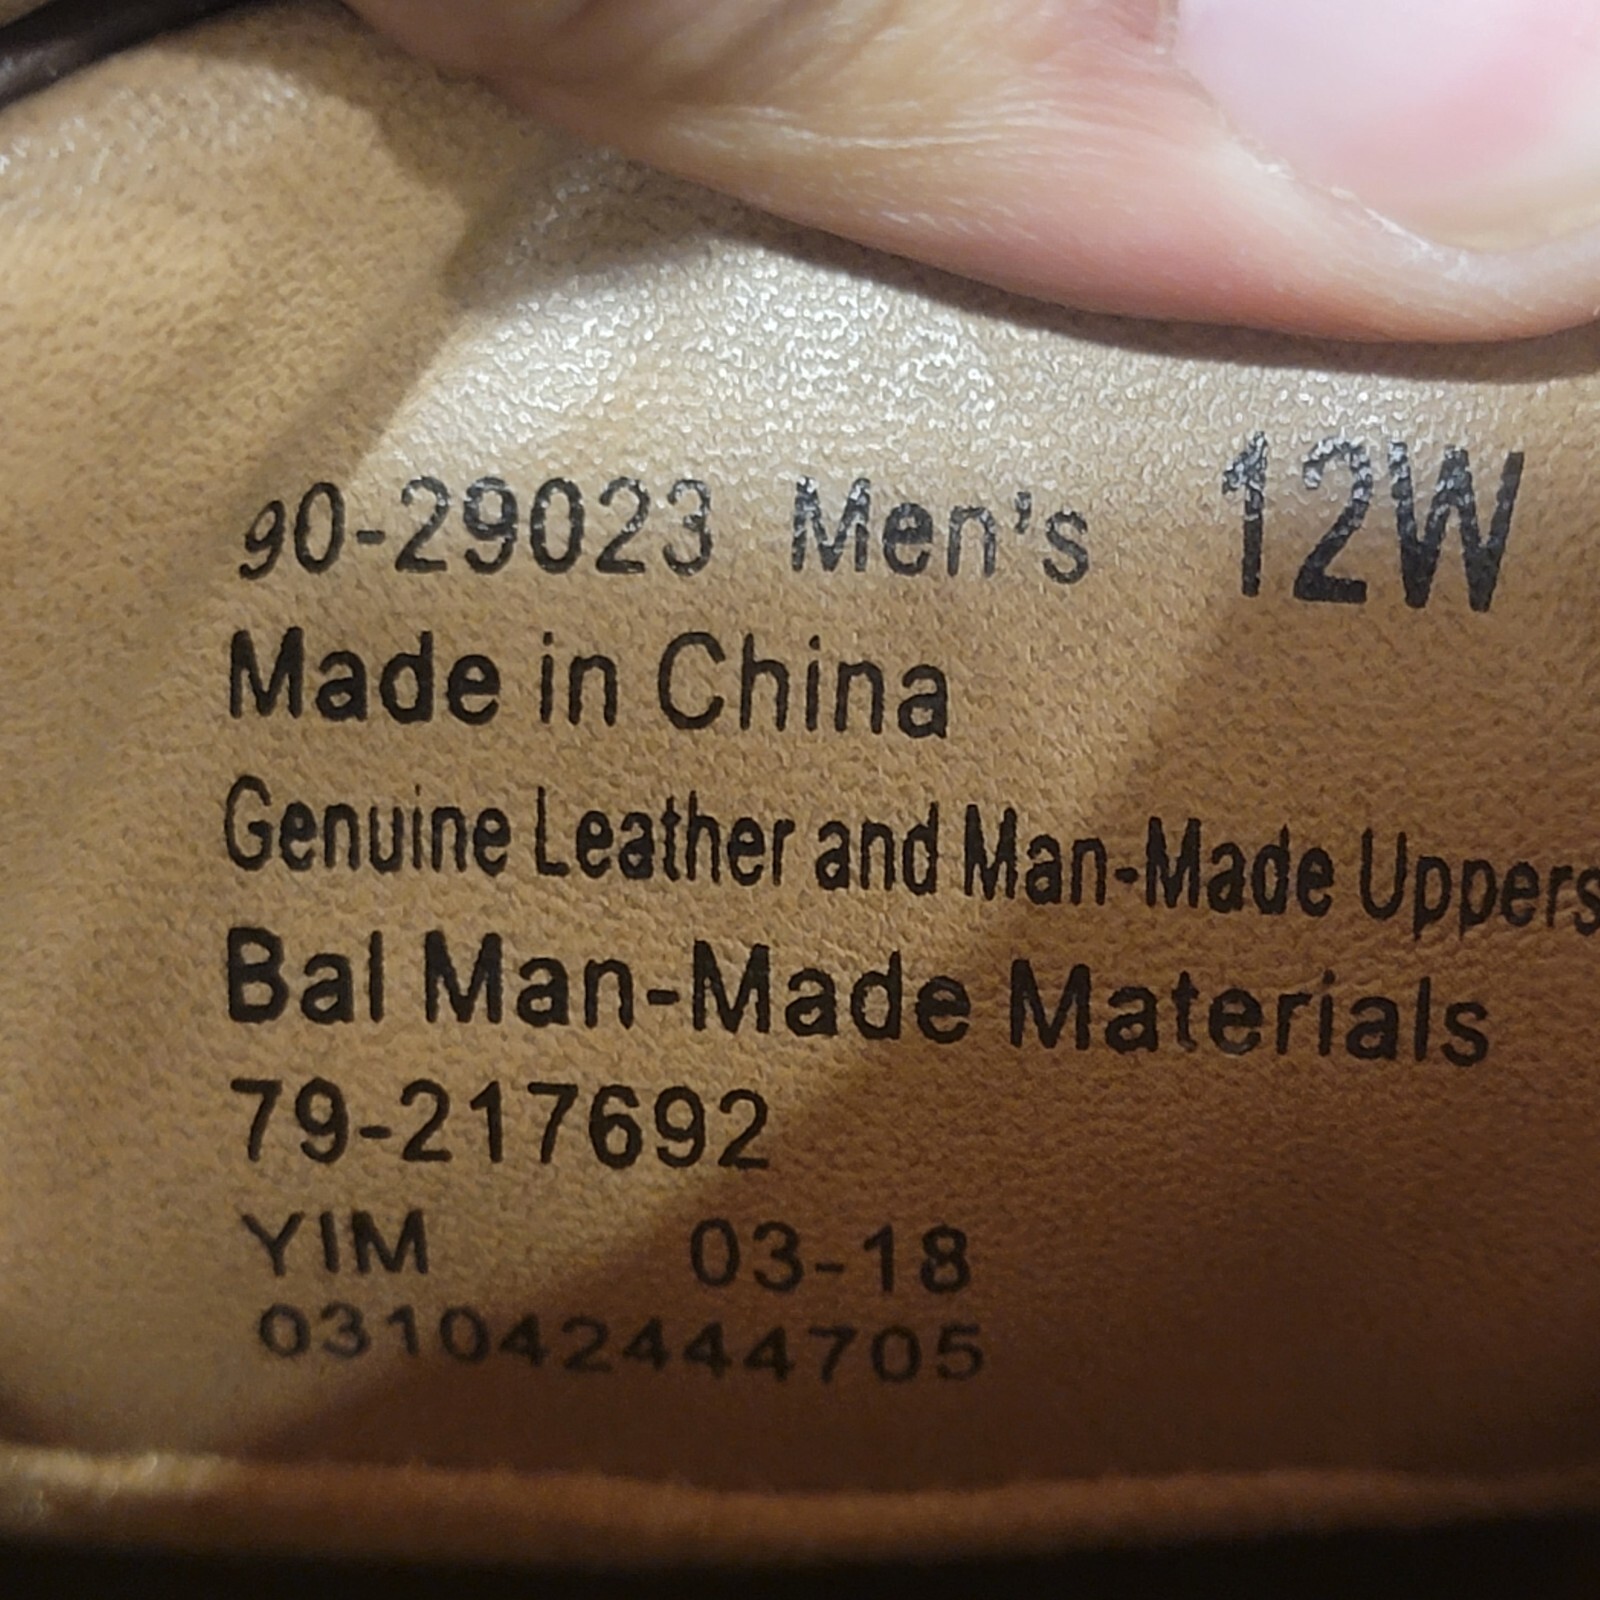 90-29023 Men's 12W
Made in China
Genuine Leather and Man-Made Uppers
Bal Man-Made Materials
79-217692
YIM 03-18
031042444705